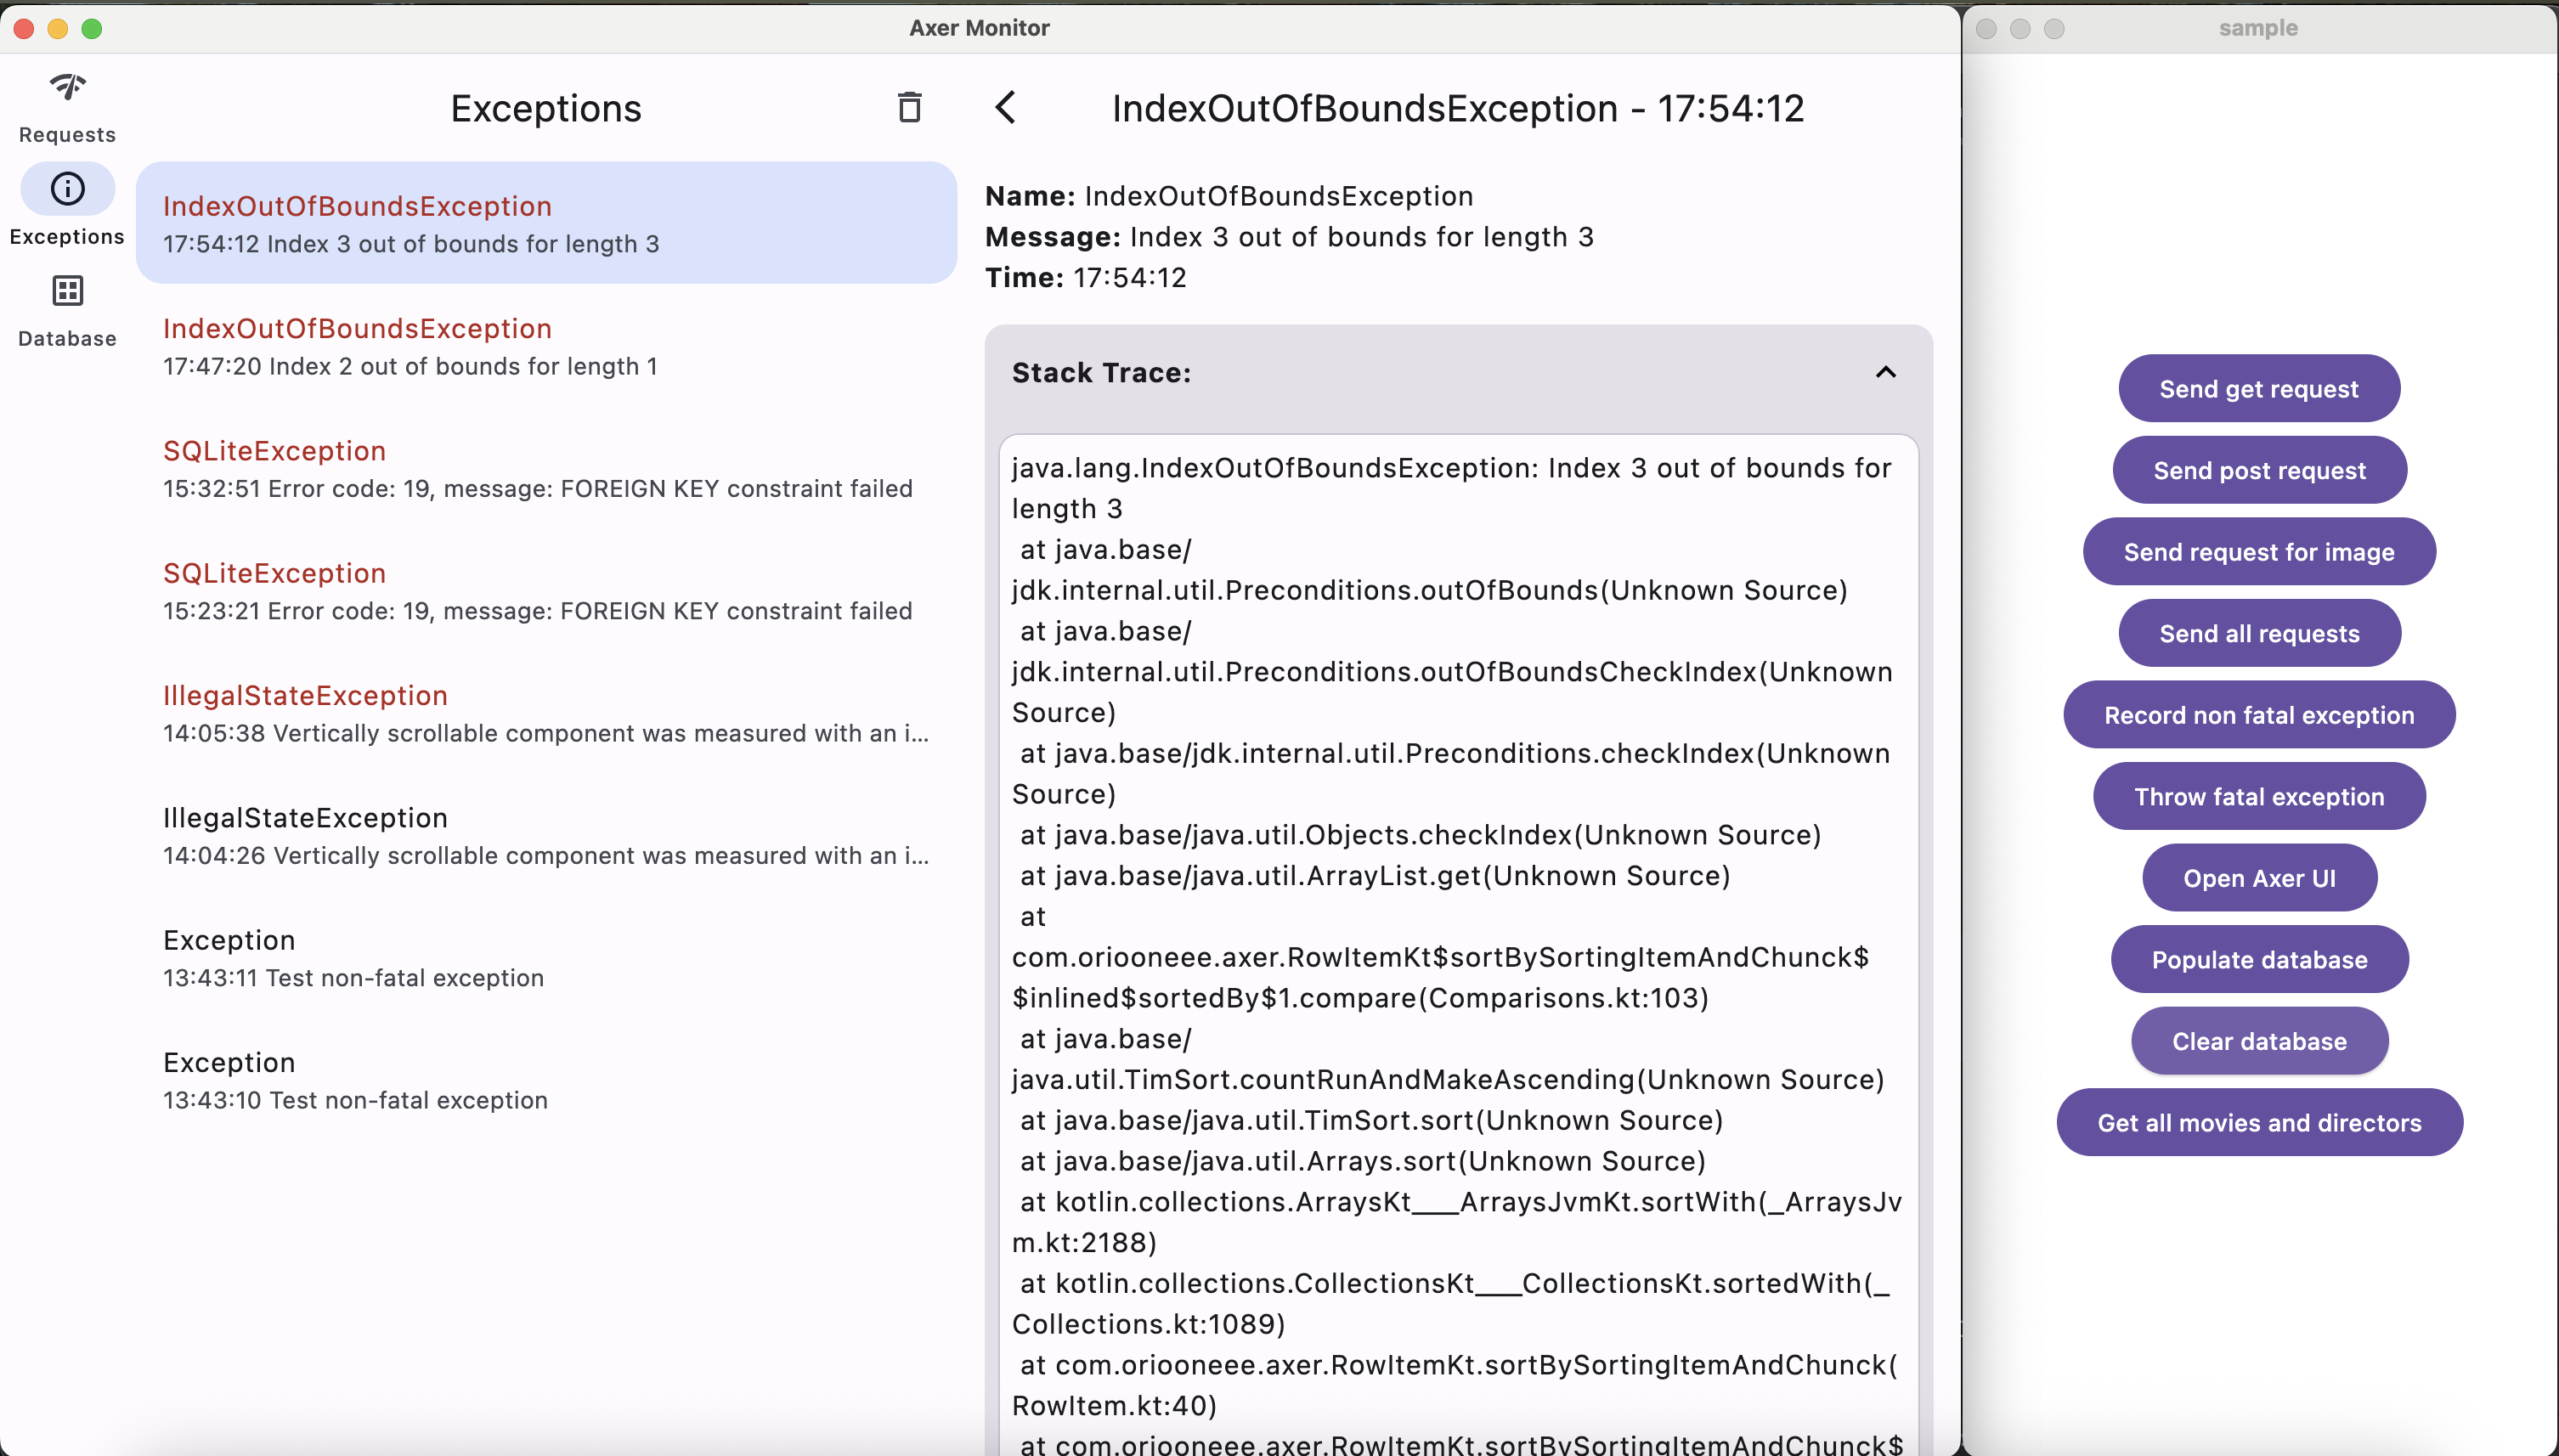 Axer Monitor
Requests
Exceptions
Database
Exceptions
IndexOutOfBoundsException
17:54:12 Index 3 out of bounds for length 3
IndexOutOfBoundsException
17:47:20 Index 2 out of bounds for length 1
SQLiteException
15:32:51 Error code: 19, message: FOREIGN KEY constraint failed
SQLiteException
15:23:21 Error code: 19, message: FOREIGN KEY constraint failed
IllegalStateException
14:05:38 Vertically scrollable component was measured with an i...
IllegalStateException
14:04:26 Vertically scrollable component was measured with an i...
Exception
13:43:11 Test non-fatal exception
Exception
13:43:10 Test non-fatal exception
IndexOutOfBoundsException - 17:54:12
Name: IndexOutOfBoundsException
Message: Index 3 out of bounds for length 3
Time: 17:54:12
Stack Trace:
java.lang.IndexOutOfBoundsException: Index 3 out of bounds for
length 3
at java.base/
jdk.internal.util.Preconditions.outOfBounds(Unknown Source)
at java.base/
jdk.internal.util.Preconditions.outOfBoundsCheckIndex(Unknown
Source)
at java.base/jdk.internal.util.Preconditions.checkIndex(Unknown
Source)
at java.base/java.util.Objects.checkIndex(Unknown Source)
at java.base/java.util.ArrayList.get(Unknown Source)
at
com.oriooneee.axer.RowItemKt$sortBySortingItemAndChunck$
$inlined$sortedBy$1.compare(Comparisons.kt:103)
at java.base/
java.util.TimSort.countRunAndMakeAscending(Unknown Source)
at java.base/java.util.TimSort.sort(Unknown Source)
at java.base/java.util.Arrays.sort(Unknown Source)
at kotlin.collections.ArraysKt___ArraysJvmKt.sortWith(_ArraysJv
m.kt:2188)
at kotlin.collections.CollectionsKt___CollectionsKt.sortedWith(_
Collections.kt:1089)
at com.oriooneee.axer.RowItemKt.sortBySortingItemAndChunck(
RowItem.kt:40)
at com.oriooneee.axer.RowItemKt.sortBySortingItemAndChunck$
sample
Send get request
Send post request
Send request for image
Send all requests
Record non fatal exception
Throw fatal exception
Open Axer UI
Populate database
Clear database
Get all movies and directors